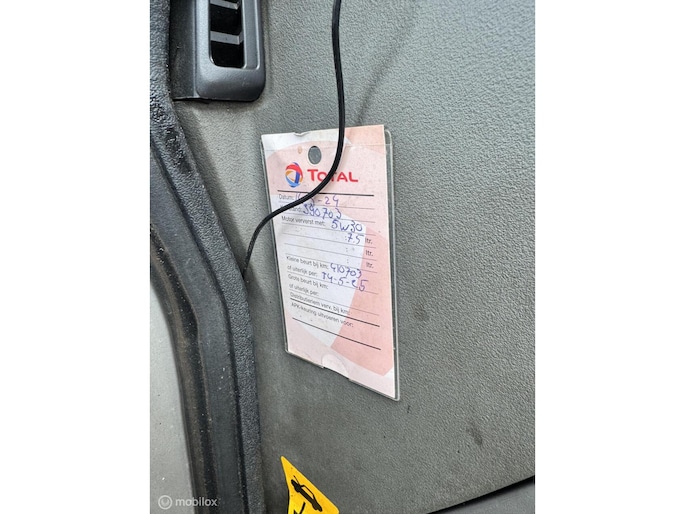 TOTAL
Datum: -24
390703
Motor ververst met: 5W30
7.5 ltr.
ltr.
ltr.
Kleine beurt bij km: 410703
of uiterlijk per: 14-5-25
Grote beurt bij km:
of uiterlijk per:
Distributieriem verv. bij km:
APK-keuring uitvoeren voor:
mobilox